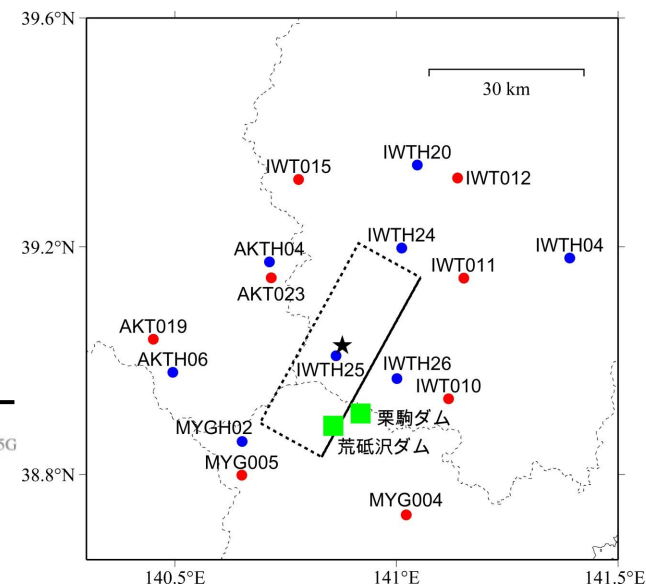 39.6°N
30 km
IWTH20
IWT015
IWT012
IWTH24
IWTH04
39.2°N
AKTH04
IWT011
AKT023
AKT019
AKTH06
IWTH25
IWTH26
IWT010
栗駒ダム
MYGH02
荒砥沢ダム
MYG005
5G
38.8°N
MYG004
140.5°E
141°E
141.5°E